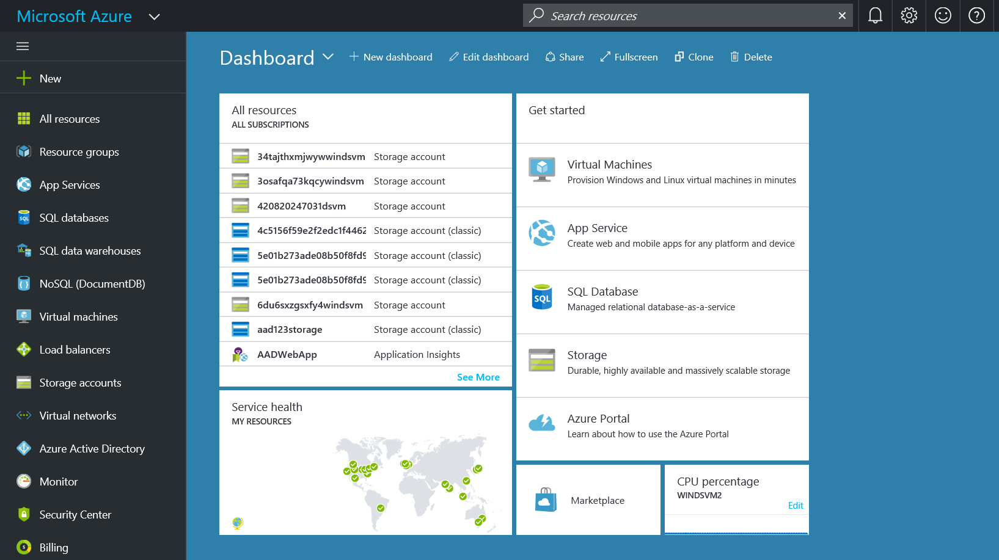 Microsoft Azure
Search resources
New
All resources
Resource groups
App Services
SQL databases
SQL data warehouses
NoSQL (DocumentDB)
Virtual machines
Load balancers
Storage accounts
Virtual networks
Azure Active Directory
Monitor
Security Center
Billing
Dashboard
New dashboard
Edit dashboard
Share
Fullscreen
Clone
Delete
All resources
ALL SUBSCRIPTIONS
34tajthxmjwywwindsvm Storage account
3osafqa73kqcywindsvm Storage account
420820247031dsvm Storage account
4c5156f59e2f2edc1f4462 Storage account (classic)
5e01b273ade08b50f8fd9 Storage account (classic)
5e01b273ade08b50f8fd9 Storage account (classic)
6du6sxzgsxfy4windsvm Storage account
aad123storage Storage account (classic)
AADWebApp Application Insights
See More
Service health
MY RESOURCES
Get started
Virtual Machines
Provision Windows and Linux virtual machines in minutes
App Service
Create web and mobile apps for any platform and device
SQL
SQL Database
Managed relational database-as-a-service
Storage
Durable, highly available and massively scalable storage
Azure Portal
Learn about how to use the Azure Portal
Marketplace
CPU percentage
WINDSVM2
Edit